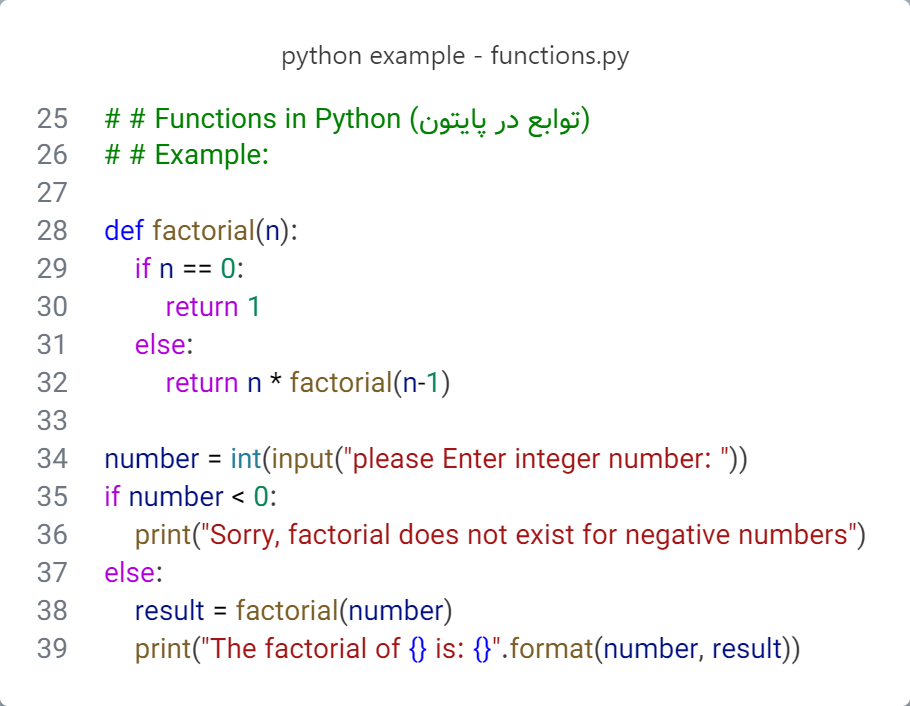 python example - functions.py
25 # # Functions in Python (توابع در پایتون)
26 # # Example:
27
28 def factorial(n):
29     if n == 0:
30         return 1
31     else:
32         return n * factorial(n-1)
33
34 number = int(input("please Enter integer number: "))
35 if number < 0:
36     print("Sorry, factorial does not exist for negative numbers")
37 else:
38     result = factorial(number)
39     print("The factorial of {} is: {}".format(number, result))